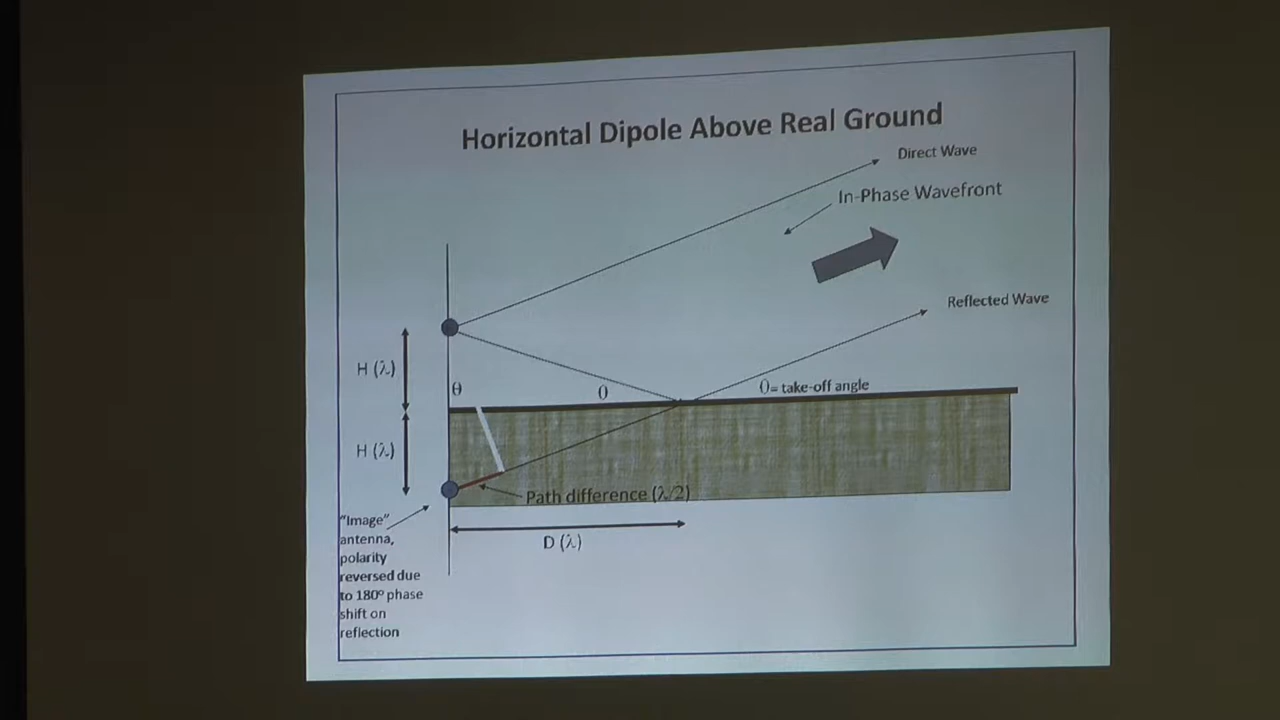 Horizontal Dipole Above Real Ground
Direct Wave
In-Phase Wavefront
Reflected Wave
H (λ)
θ
θ
θ= take-off angle
H (λ)
Path difference (λ/2)
"Image"
antenna,
polarity
reversed due
to 180º phase
shift on
reflection
D (λ)